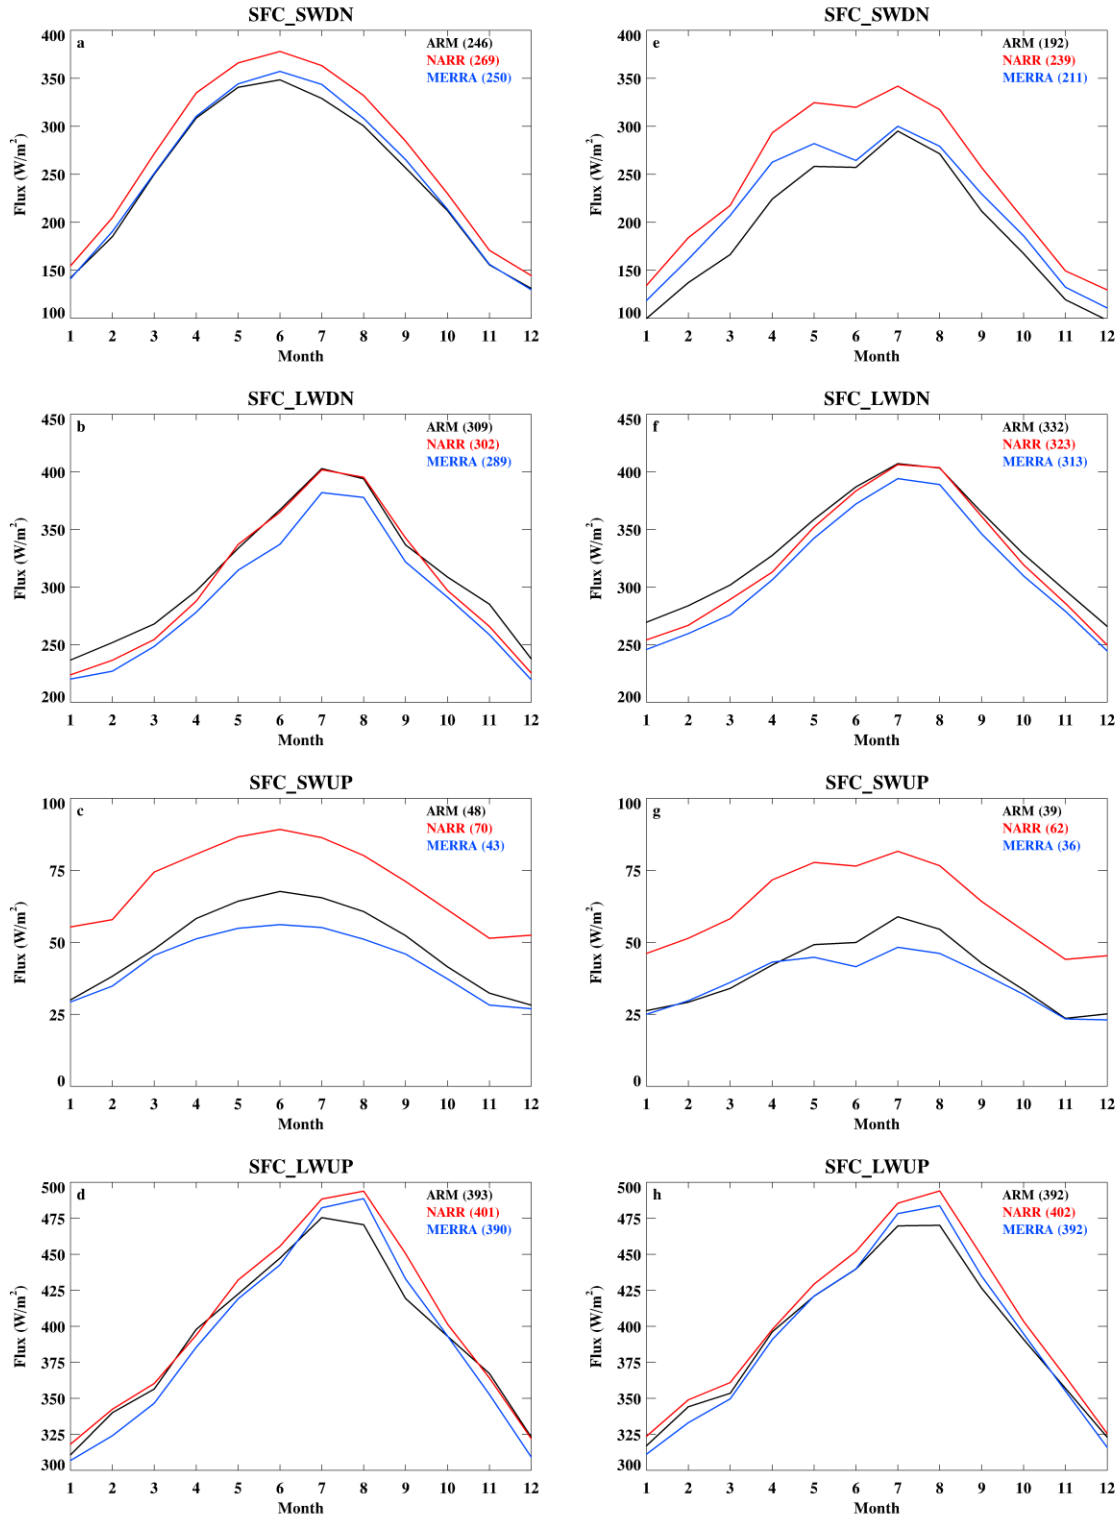 SFC_SWDN
a
ARM (246)
NARR (269)
MERRA (250)
400
350
300
250
200
150
100
Flux (W/m²)
1 2 3 4 5 6 7 8 9 10 11 12
Month
SFC_SWDN
e
ARM (192)
NARR (239)
MERRA (211)
400
350
300
250
200
150
100
Flux (W/m²)
1 2 3 4 5 6 7 8 9 10 11 12
Month
SFC_LWDN
b
ARM (309)
NARR (302)
MERRA (289)
450
400
350
300
250
200
Flux (W/m²)
1 2 3 4 5 6 7 8 9 10 11 12
Month
SFC_LWDN
f
ARM (332)
NARR (323)
MERRA (313)
450
400
350
300
250
200
Flux (W/m²)
1 2 3 4 5 6 7 8 9 10 11 12
Month
SFC_SWUP
c
ARM (48)
NARR (70)
MERRA (43)
100
75
50
25
0
Flux (W/m²)
1 2 3 4 5 6 7 8 9 10 11 12
Month
SFC_SWUP
g
ARM (39)
NARR (62)
MERRA (36)
100
75
50
25
0
Flux (W/m²)
1 2 3 4 5 6 7 8 9 10 11 12
Month
SFC_LWUP
d
ARM (393)
NARR (401)
MERRA (390)
500
475
450
425
400
375
350
325
300
Flux (W/m²)
1 2 3 4 5 6 7 8 9 10 11 12
Month
SFC_LWUP
h
ARM (392)
NARR (402)
MERRA (392)
500
475
450
425
400
375
350
325
300
Flux (W/m²)
1 2 3 4 5 6 7 8 9 10 11 12
Month